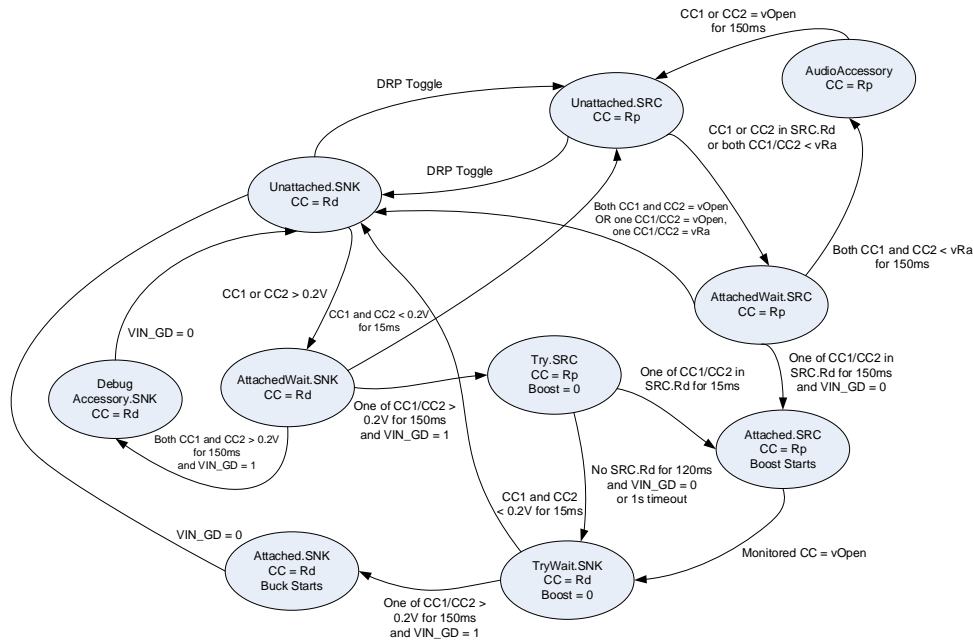 CC1 or CC2 = vOpen
for 150ms
AudioAccessory
CC = Rp
DRP Toggle
Unattached.SRC
CC = Rp
CC1 or CC2 in SRC.Rd
or both CC1/CC2 < vRa
DRP Toggle
Unattached.SNK
CC = Rd
Both CC1 and CC2 = vOpen
OR one CC1/CC2 = vOpen,
one CC1/CC2 = vRa
Both CC1 and CC2 < vRa
for 150ms
CC1 or CC2 > 0.2V
AttachedWait.SRC
CC = Rp
CC1 and CC2 < 0.2V
for 15ms
VIN_GD = 0
Debug
Accessory.SNK
CC = Rd
AttachedWait.SNK
CC = Rd
Try.SRC
CC = Rp
Boost = 0
One of CC1/CC2 in
SRC.Rd for 15ms
One of CC1/CC2 in
SRC.Rd for 150ms
and VIN_GD = 0
One of CC1/CC2 >
0.2V for 150ms
and VIN_GD = 1
Both CC1 and CC2 > 0.2V
for 150ms
and VIN_GD = 1
Attached.SRC
CC = Rp
Boost Starts
No SRC.Rd for 120ms
and VIN_GD = 0
or 1s timeout
CC1 and CC2
< 0.2V for 15ms
VIN_GD = 0
Attached.SNK
CC = Rd
Buck Starts
TryWait.SNK
CC = Rd
Boost = 0
Monitored CC = vOpen
One of CC1/CC2 >
0.2V for 150ms
and VIN_GD = 1